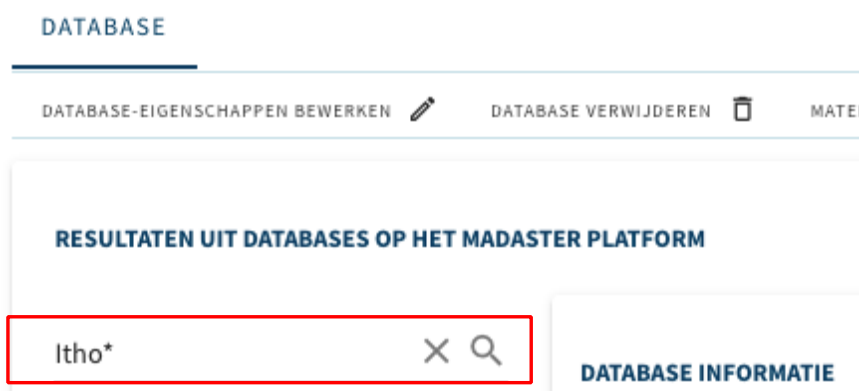 DATABASE
DATABASE-EIGENSCHAPPEN BEWERKEN DATABASE VERWIJDEREN
RESULTATEN UIT DATABASES OP HET MADASTER PLATFORM
Itho*
DATABASE INFORMATIE